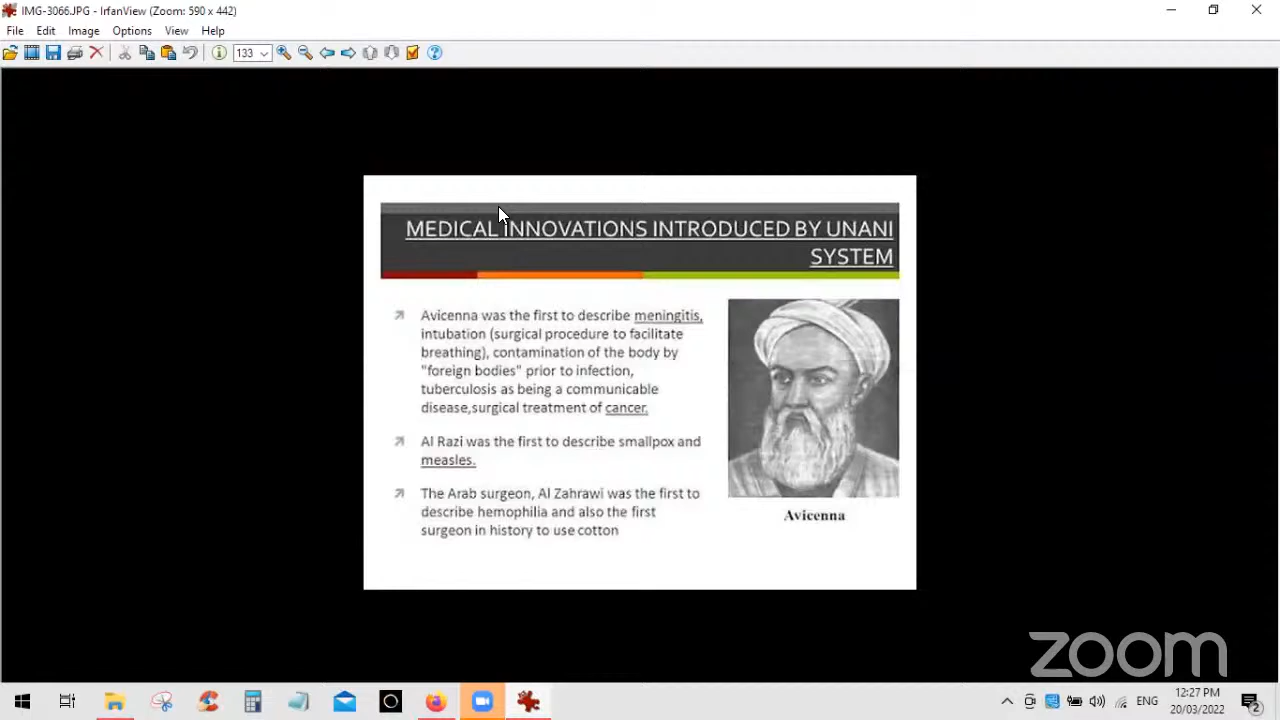 IMG-3066.JPG - IrfanView (Zoom: 590 x 442)
File Edit Image Options View Help
133
MEDICAL INNOVATIONS INTRODUCED BY UNANI
SYSTEM
Avicenna was the first to describe meningitis,
intubation (surgical procedure to facilitate
breathing), contamination of the body by
"foreign bodies" prior to infection,
tuberculosis as being a communicable
disease,surgical treatment of cancer.
Al Razi was the first to describe smallpox and
measles.
The Arab surgeon, Al Zahrawi was the first to
describe hemophilia and also the first
surgeon in history to use cotton
Avicenna
zoom
ENG
12:27 PM
20/03/2022
2